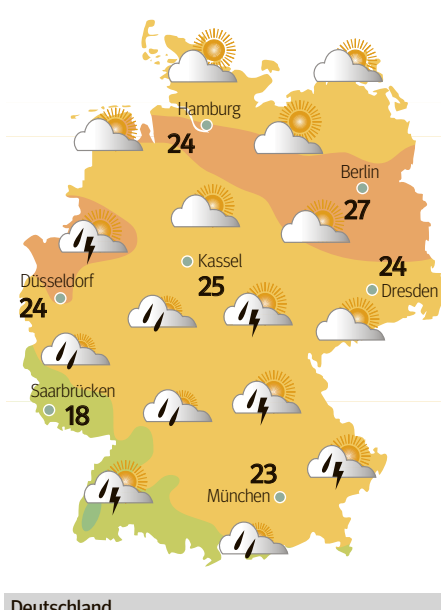 Hamburg
24
Berlin
27
Kassel
25
24
Dresden
Düsseldorf
24
Saarbrücken
18
23
München
Deutschland